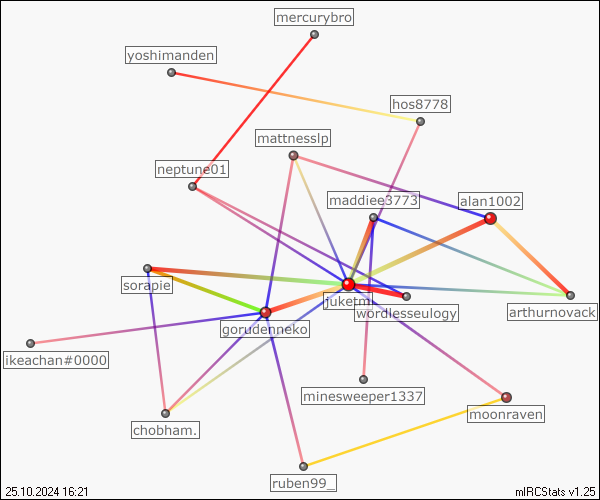 mercurybro
yoshimanden
hos8778
mattnesslp
neptune01
maddiee3773
alan1002
sorapie
juketm
wordlesseulogy
arthurnovack
gorudenneko
ikeachan#0000
minesweeper1337
moonraven
chobham.
ruben99_
25.10.2024 16:21
mIRCStats v1.25